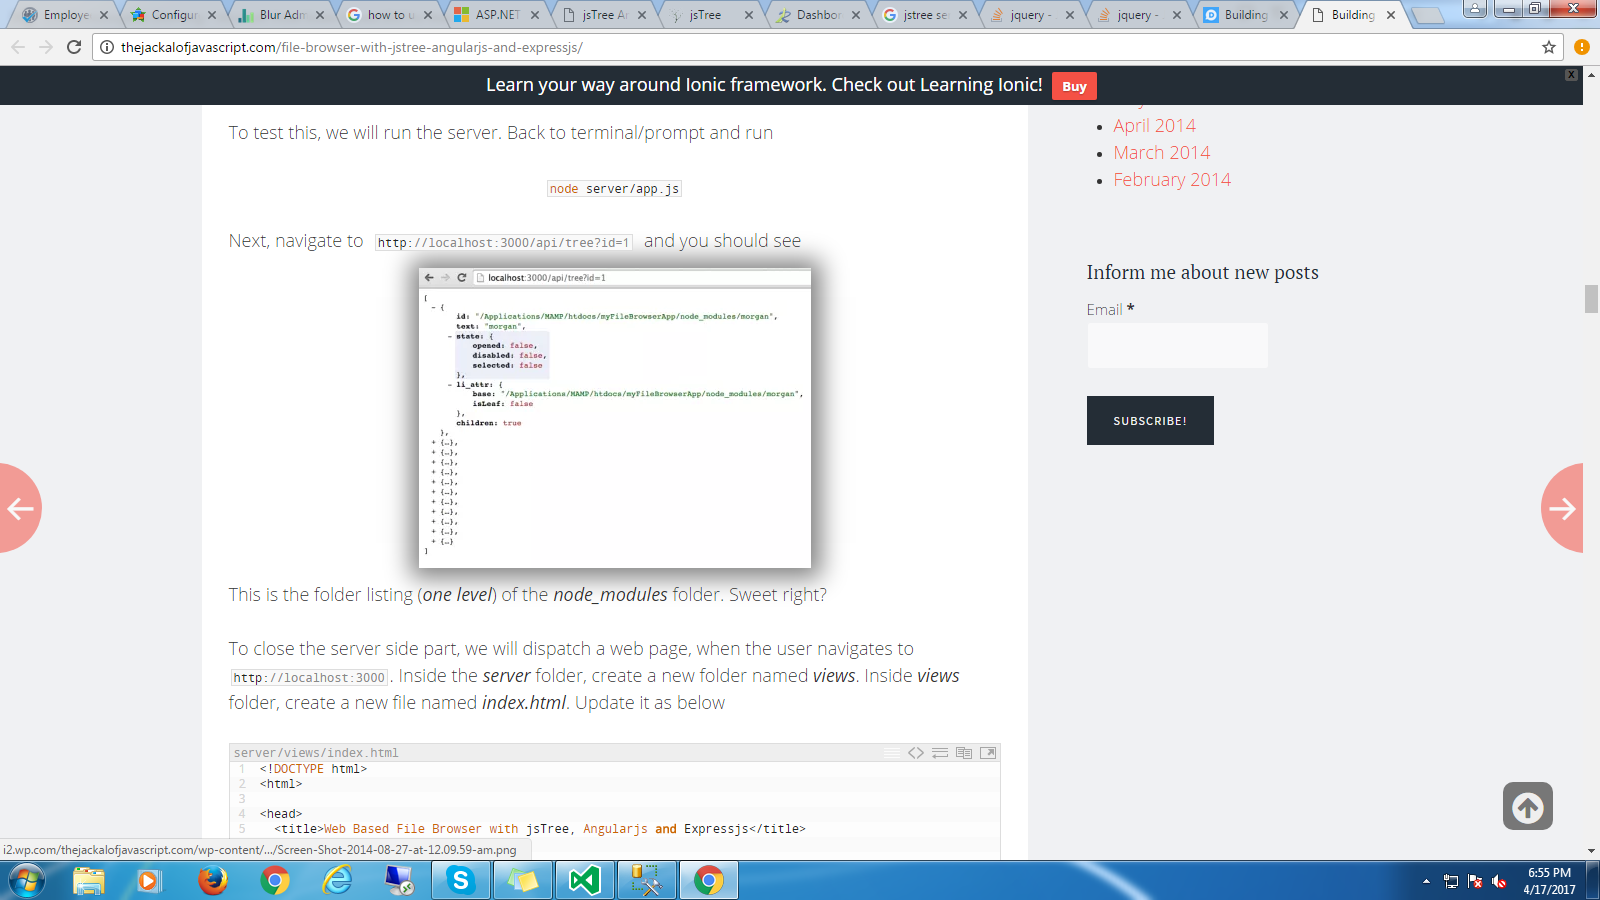 Employe
Configur
Blur Adm
how to u
ASP.NET
jsTree Ar
jsTree
Dashbor
jstree se
jquery -
jquery -
Building
Building
thejackalofjavascript.com/file-browser-with-jstree-angularjs-and-expressjs/
Learn your way around Ionic framework. Check out Learning Ionic! Buy
X
To test this, we will run the server. Back to terminal/prompt and run
node server/app.js
Next, navigate to http://localhost:3000/api/tree?id=1 and you should see
localhost:3000/api/tree?id=1
[
- {
id: "/Applications/MAMP/htdocs/myFileBrowserApp/node_modules/morgan",
text: "morgan",
- state: {
opened: false,
disabled: false,
selected: false
},
- li_attr: {
base: "/Applications/MAMP/htdocs/myFileBrowserApp/node_modules/morgan",
isLeaf: false
},
children: true
},
+ {…},
+ {…},
+ {…},
+ {…},
+ {…},
+ {…},
+ {…},
+ {…},
+ {…},
+ {…},
+ {…}
]
This is the folder listing (one level) of the node_modules folder. Sweet right?
To close the server side part, we will dispatch a web page, when the user navigates to
http://localhost:3000. Inside the server folder, create a new folder named views. Inside views
folder, create a new file named index.html. Update it as below
server/views/index.html
1 <!DOCTYPE html>
2 <html>
3
4 <head>
5 <title>Web Based File Browser with jsTree, Angularjs and Expressjs</title>
April 2014
March 2014
February 2014
Inform me about new posts
Email *
SUBSCRIBE!
i2.wp.com/thejackalofjavascript.com/wp-content/.../Screen-Shot-2014-08-27-at-12.09.59-am.png
6:55 PM
4/17/2017